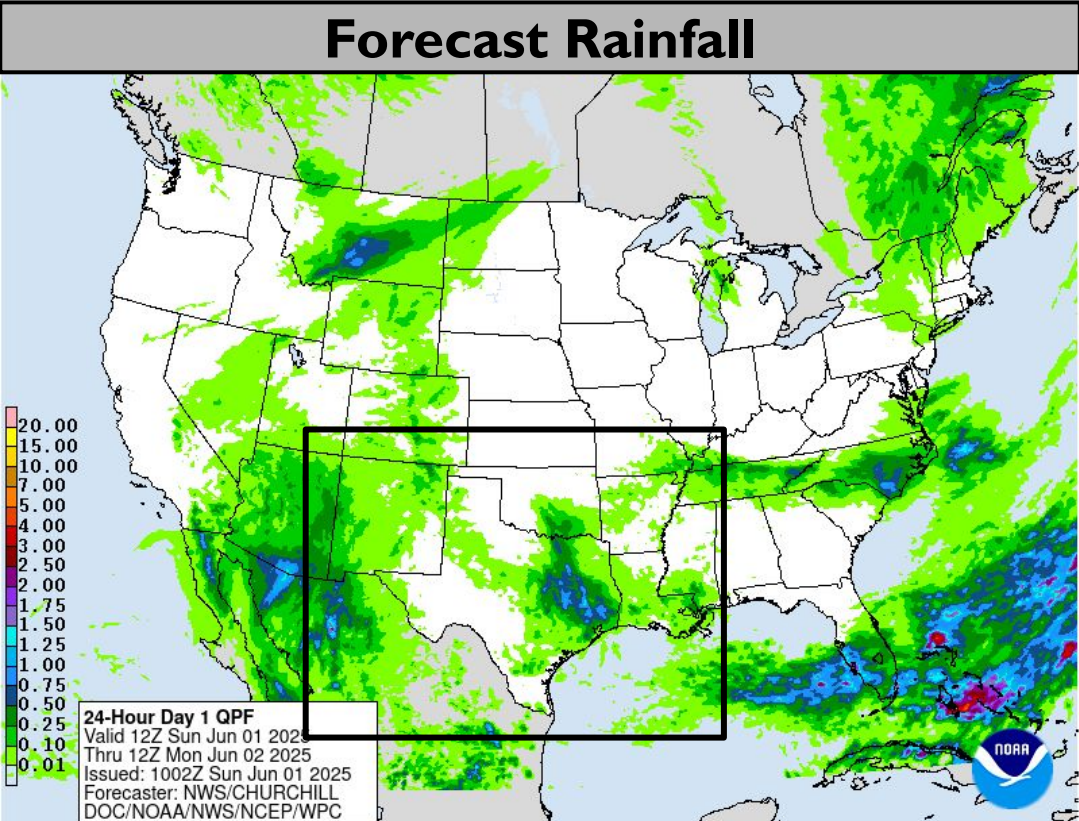 Forecast Rainfall
20.00
15.00
10.00
7.00
5.00
4.00
3.00
2.50
2.00
1.75
1.50
1.25
1.00
0.75
0.50
0.25
0.10
0.01
24-Hour Day 1 QPF
Valid 12Z Sun Jun 01 2025
Thru 12Z Mon Jun 02 2025
Issued: 1002Z Sun Jun 01 2025
Forecaster: NWS/CHURCHILL
DOC/NOAA/NWS/NCEP/WPC
NOAA